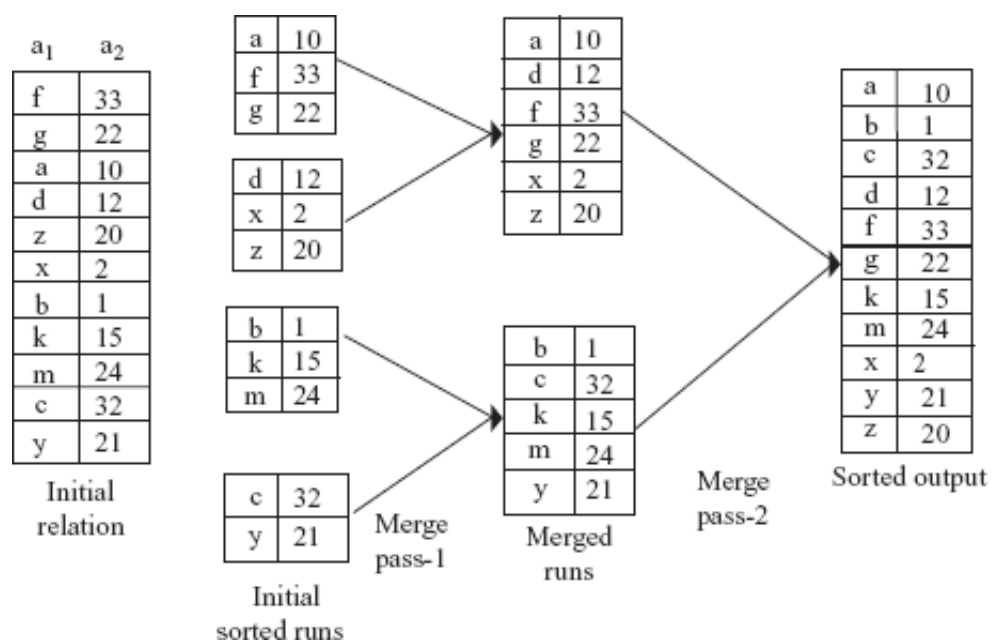 a1 a2
f 33
g 22
a 10
d 12
z 20
x 2
b 1
k 15
m 24
c 32
y 21
Initial
relation
a 10
f 33
g 22
d 12
x 2
z 20
b 1
k 15
m 24
c 32
y 21
Initial
sorted runs
Merge
pass-1
a 10
d 12
f 33
g 22
x 2
z 20
b 1
c 32
k 15
m 24
y 21
Merged
runs
Merge
pass-2
a 10
b 1
c 32
d 12
f 33
g 22
k 15
m 24
x 2
y 21
z 20
Sorted output